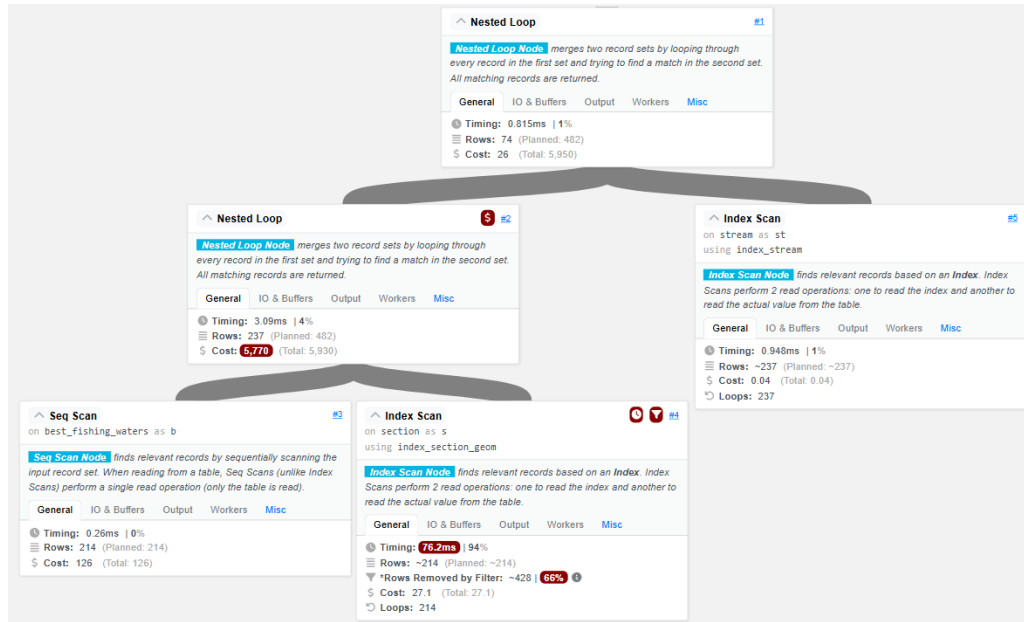 Nested Loop #1
Nested Loop Node merges two record sets by looping through
every record in the first set and trying to find a match in the second set.
All matching records are returned.
General IO & Buffers Output Workers Misc
Timing: 0.815ms | 1%
Rows: 74 (Planned: 482)
$ Cost: 26 (Total: 5,950)
Nested Loop $ #2
Nested Loop Node merges two record sets by looping through
every record in the first set and trying to find a match in the second set.
All matching records are returned.
General IO & Buffers Output Workers Misc
Timing: 3.09ms | 4%
Rows: 237 (Planned: 482)
$ Cost: 5,770 (Total: 5,930)
Index Scan #5
on stream as st
using index_stream
Index Scan Node finds relevant records based on an Index. Index
Scans perform 2 read operations: one to read the index and another to
read the actual value from the table.
General IO & Buffers Output Workers Misc
Timing: 0.948ms | 1%
Rows: ~237 (Planned: ~237)
$ Cost: 0.04 (Total: 0.04)
Loops: 237
Seq Scan #3
on best_fishing_waters as b
Seq Scan Node finds relevant records by sequentially scanning the
input record set. When reading from a table, Seq Scans (unlike Index
Scans) perform a single read operation (only the table is read).
General IO & Buffers Output Workers Misc
Timing: 0.26ms | 0%
Rows: 214 (Planned: 214)
$ Cost: 126 (Total: 126)
Index Scan #4
on section as s
using index_section_geom
Index Scan Node finds relevant records based on an Index. Index
Scans perform 2 read operations: one to read the index and another to
read the actual value from the table.
General IO & Buffers Output Workers Misc
Timing: 76.2ms | 94%
Rows: ~214 (Planned: ~214)
*Rows Removed by Filter: ~428 | 66%
$ Cost: 27.1 (Total: 27.1)
Loops: 214